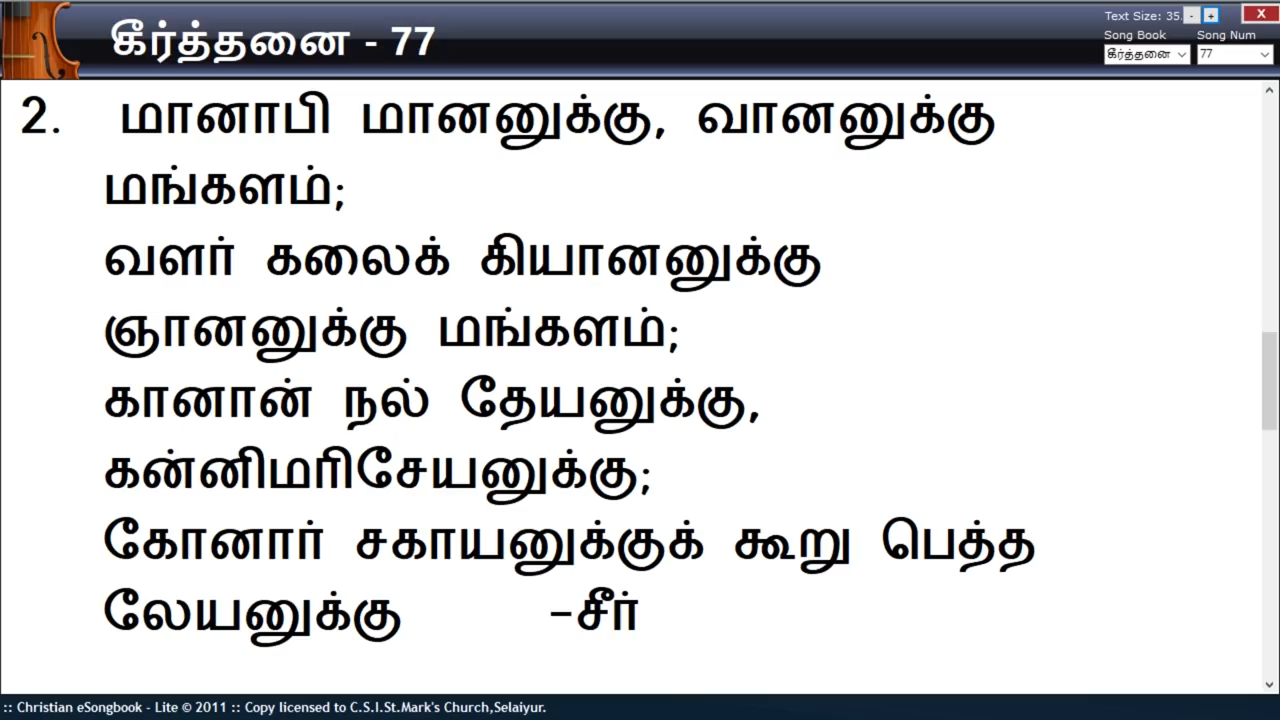 கீர்த்தனை - 77
Text Size: 35. - +
X
Song Book Song Num
கீர்த்தனை 77
2. மானாபி மானனுக்கு, வானனுக்கு
மங்களம்;
வளர் கலைக் கியானனுக்கு
ஞானனுக்கு மங்களம்;
கானான் நல் தேயனுக்கு,
கன்னிமரிசேயனுக்கு;
கோனார் சகாயனுக்குக் கூறு பெத்த
லேயனுக்கு -சீர்
:: Christian eSongbook - Lite © 2011 :: Copy licensed to C.S.I.St.Mark's Church,Selaiyur.